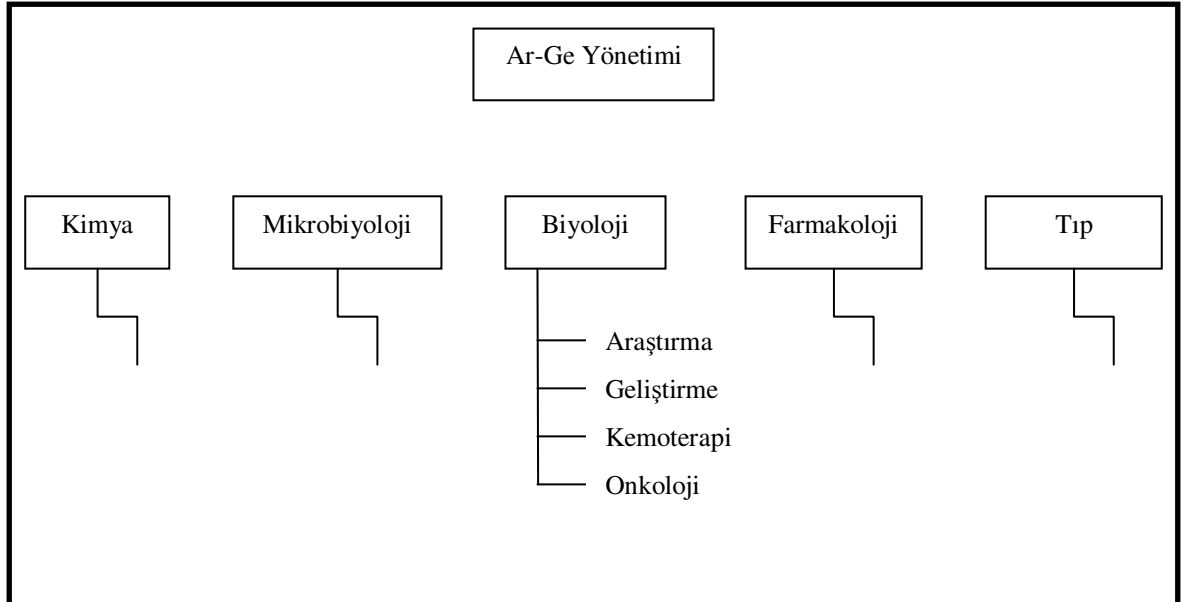 Ar-Ge Yönetimi
Kimya
Mikrobiyoloji
Biyoloji
Farmakoloji
Tıp
Araştırma
Geliştirme
Kemoterapi
Onkoloji